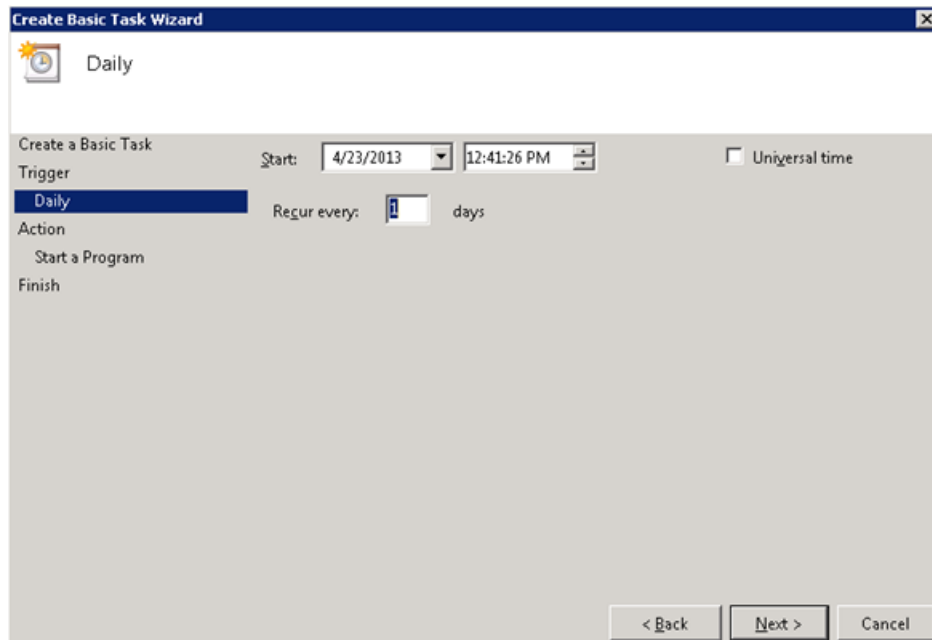 Create Basic Task Wizard
Daily
Create a Basic Task
Trigger
Daily
Action
Start a Program
Finish
Start: 4/23/2013 12:41:26 PM Universal time
Recur every: 1 days
< Back Next > Cancel